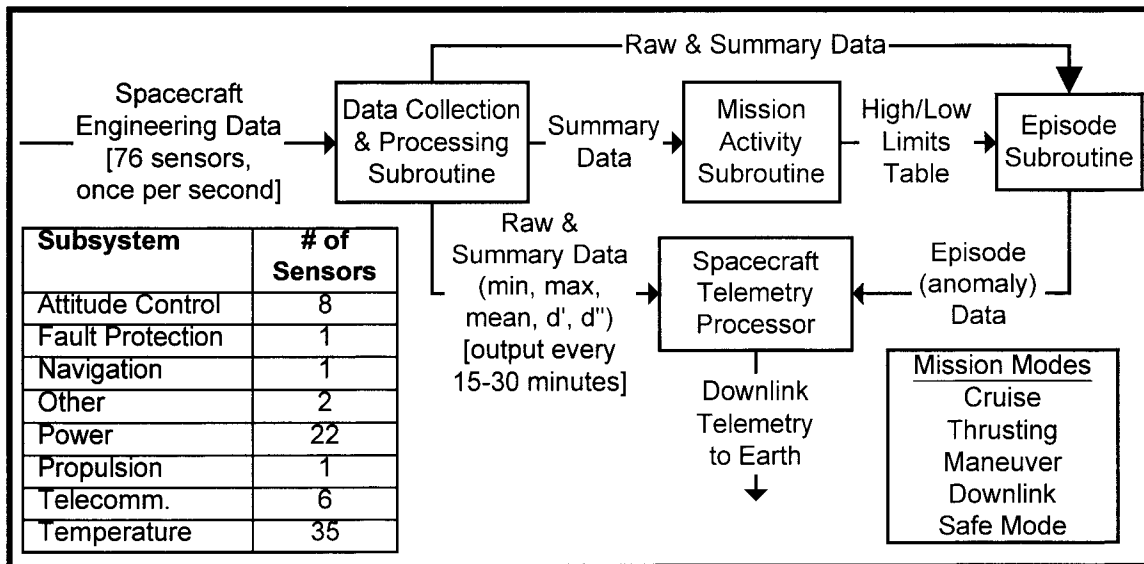 Raw & Summary Data
Spacecraft
Engineering Data
[76 sensors,
once per second]
Data Collection
& Processing
Subroutine
Summary
Data
Mission
Activity
Subroutine
High/Low
Limits
Table
Episode
Subroutine
Raw &
Summary Data
(min, max,
mean, d', d")
[output every
15-30 minutes]
Spacecraft
Telemetry
Processor
Episode
(anomaly)
Data
Downlink
Telemetry
to Earth
Subsystem # of Sensors
Attitude Control 8
Fault Protection 1
Navigation 1
Other 2
Power 22
Propulsion 1
Telecomm. 6
Temperature 35
Mission Modes
Cruise
Thrusting
Maneuver
Downlink
Safe Mode